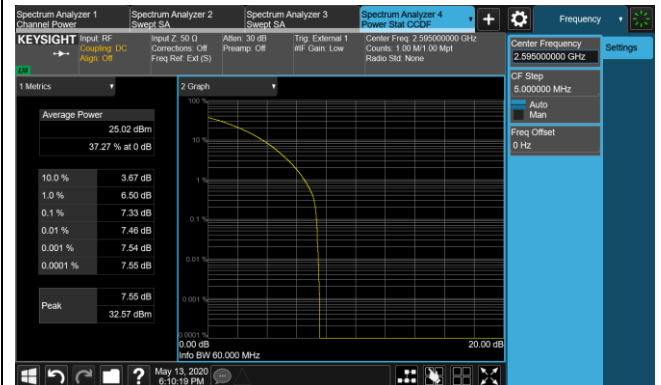 Spectrum Analyzer 1
Channel Power
Spectrum Analyzer 2
Swept SA
Spectrum Analyzer 3
Swept SA
Spectrum Analyzer 4
Power Stat CCDF
+
Frequency
KEYSIGHT
Input: RF
Coupling: DC
Align: Off
Input Z: 50 Ω
Corrections: Off
Freq Ref: Ext (S)
Atten: 30 dB
Preamp: Off
Trig: External 1
#IF Gain: Low
Center Freq: 2.595000000 GHz
Counts: 1.00 M/1.00 Mpt
Radio Std: None
LXI
Center Frequency
2.595000000 GHz
Settings
CF Step
5.000000 MHz
Auto
Man
Freq Offset
0 Hz
1 Metrics
2 Graph
Average Power
25.02 dBm
37.27 % at 0 dB
10.0 % 3.67 dB
1.0 % 6.50 dB
0.1 % 7.33 dB
0.01 % 7.46 dB
0.001 % 7.54 dB
0.0001 % 7.55 dB
Peak
7.55 dB
32.57 dBm
100 %
10 %
1 %
0.1 %
0.01 %
0.001 %
0.0001 %
0.00 dB 20.00 dB
Info BW 60.000 MHz
?
May 13, 2020
6:10:19 PM